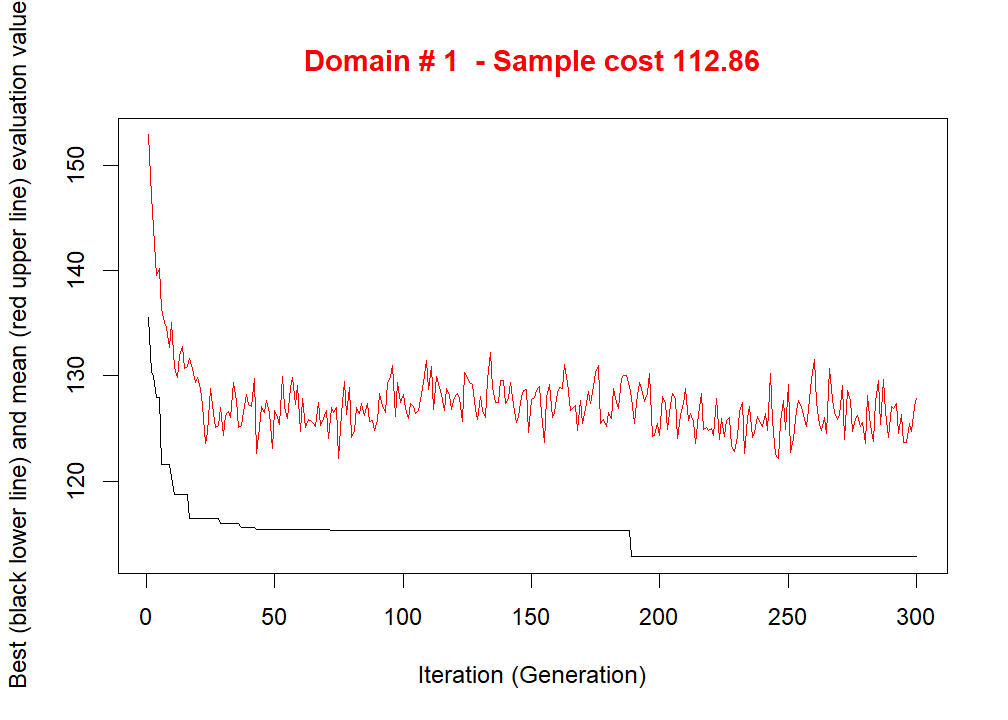 Domain # 1  - Sample cost 112.86
Best (black lower line) and mean (red upper line) evaluation value
150
140
130
120
0 50 100 150 200 250 300
Iteration (Generation)